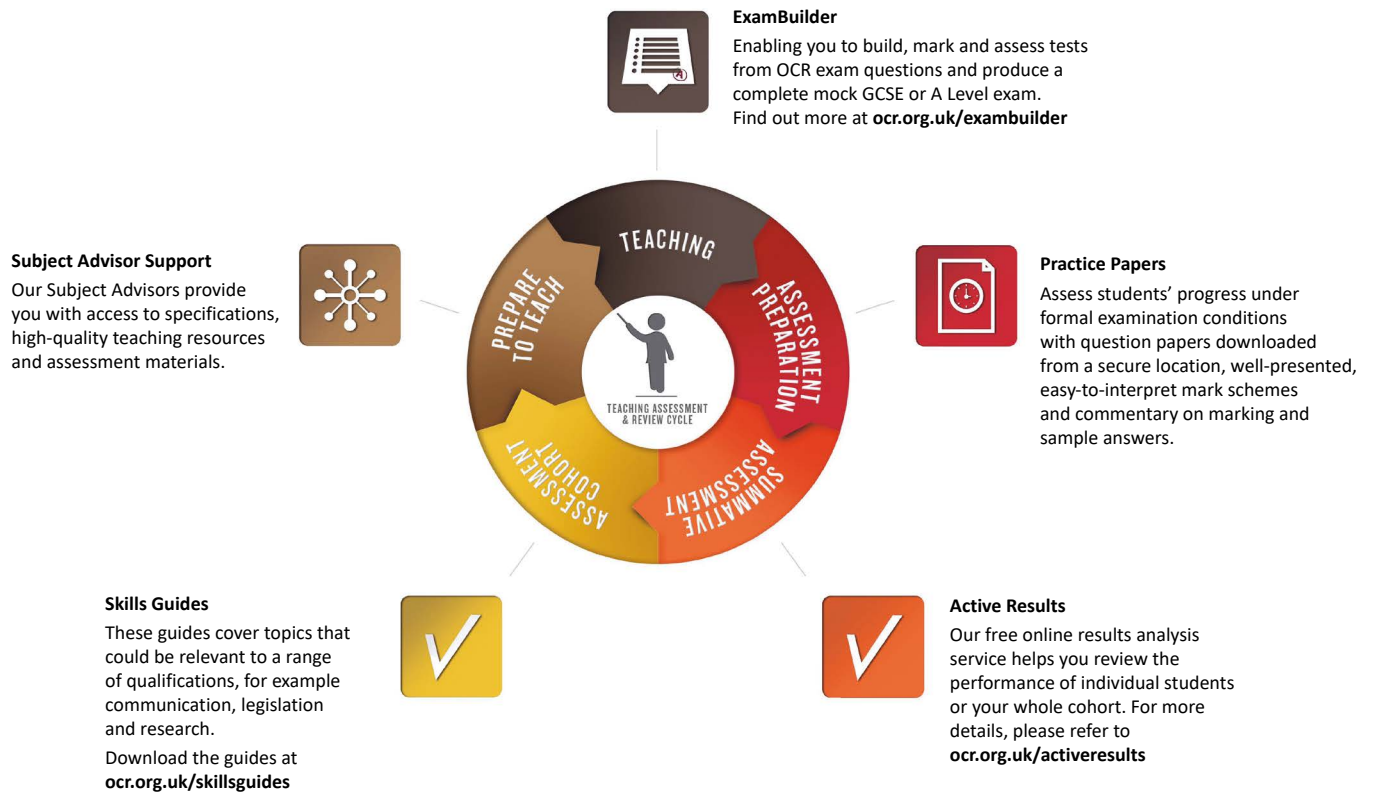 ExamBuilder
Enabling you to build, mark and assess tests
from OCR exam questions and produce a
complete mock GCSE or A Level exam.
Find out more at ocr.org.uk/exambuilder
Subject Advisor Support
Our Subject Advisors provide
you with access to specifications,
high-quality teaching resources
and assessment materials.
TEACHING
PREPARE
TO TEACH
ASSESSMENT
PREPARATION
TEACHING ASSESSMENT
& REVIEW CYCLE
ASSESSMENT
COHORT
SUMMATIVE
ASSESSMENT
Practice Papers
Assess students’ progress under
formal examination conditions
with question papers downloaded
from a secure location, well-presented,
easy-to-interpret mark schemes
and commentary on marking and
sample answers.
Skills Guides
These guides cover topics that
could be relevant to a range
of qualifications, for example
communication, legislation
and research.
Download the guides at
ocr.org.uk/skillsguides
Active Results
Our free online results analysis
service helps you review the
performance of individual students
or your whole cohort. For more
details, please refer to
ocr.org.uk/activeresults